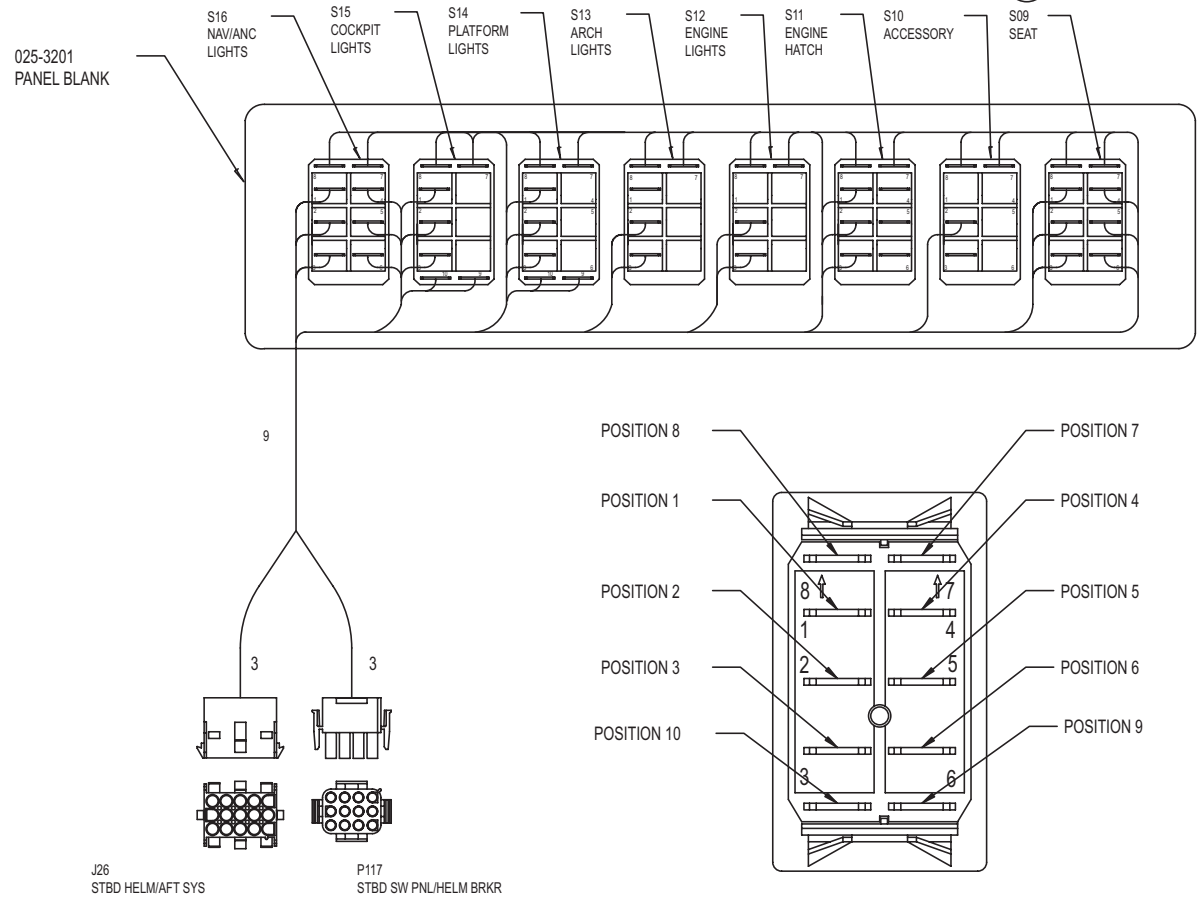 S16
NAV/ANC
LIGHTS
S15
COCKPIT
LIGHTS
S14
PLATFORM
LIGHTS
S13
ARCH
LIGHTS
S12
ENGINE
LIGHTS
S11
ENGINE
HATCH
S10
ACCESSORY
S09
SEAT
025-3201
PANEL BLANK
9
3
3
J26
STBD HELM/AFT SYS
P117
STBD SW PNL/HELM BRKR
POSITION 8
POSITION 7
POSITION 1
POSITION 4
POSITION 2
POSITION 5
POSITION 3
POSITION 6
POSITION 10
POSITION 9
8 7
1 4
2 5
3 6